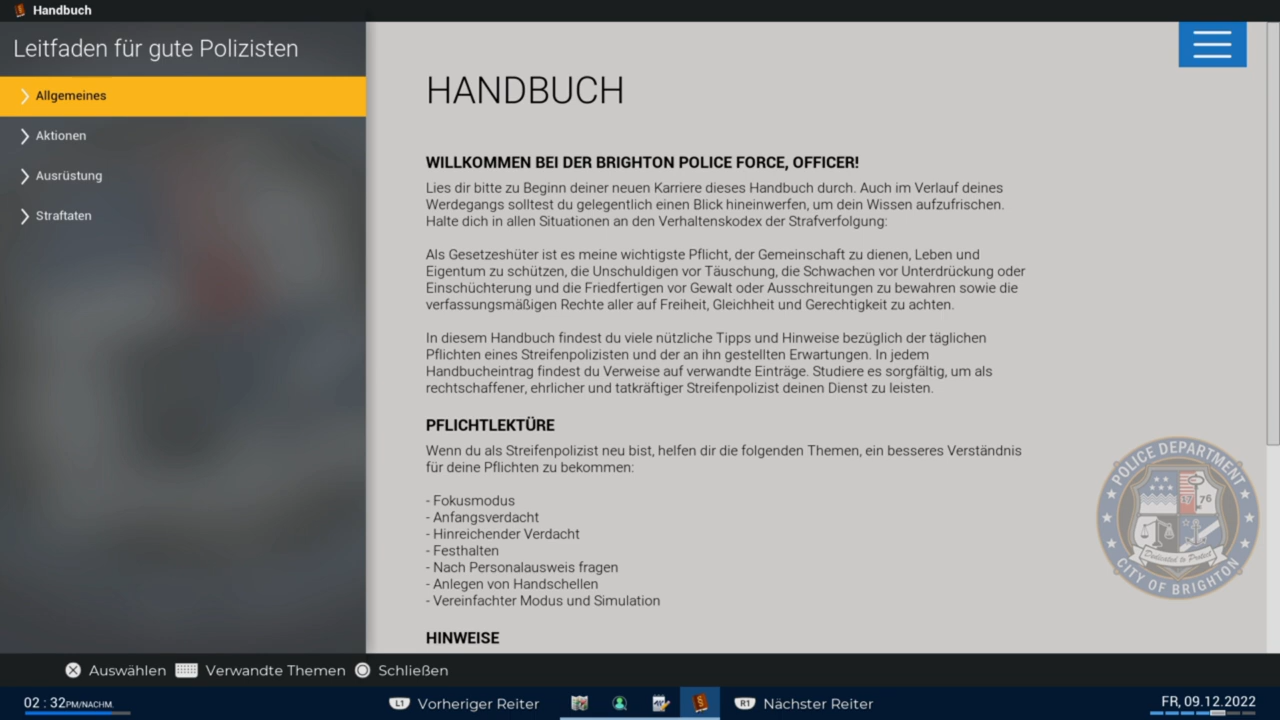 Handbuch
Leitfaden für gute Polizisten
Allgemeines
Aktionen
Ausrüstung
Straftaten
HANDBUCH
WILLKOMMEN BEI DER BRIGHTON POLICE FORCE, OFFICER!
Lies dir bitte zu Beginn deiner neuen Karriere dieses Handbuch durch. Auch im Verlauf deines
Werdegangs solltest du gelegentlich einen Blick hineinwerfen, um dein Wissen aufzufrischen.
Halte dich in allen Situationen an den Verhaltenskodex der Strafverfolgung:
Als Gesetzeshüter ist es meine wichtigste Pflicht, der Gemeinschaft zu dienen, Leben und
Eigentum zu schützen, die Unschuldigen vor Täuschung, die Schwachen vor Unterdrückung oder
Einschüchterung und die Friedfertigen vor Gewalt oder Ausschreitungen zu bewahren sowie die
verfassungsmäßigen Rechte aller auf Freiheit, Gleichheit und Gerechtigkeit zu achten.
In diesem Handbuch findest du viele nützliche Tipps und Hinweise bezüglich der täglichen
Pflichten eines Streifenpolizisten und der an ihn gestellten Erwartungen. In jedem
Handbucheintrag findest du Verweise auf verwandte Einträge. Studiere es sorgfältig, um als
rechtschaffener, ehrlicher und tatkräftiger Streifenpolizist deinen Dienst zu leisten.
PFLICHTLEKTÜRE
Wenn du als Streifenpolizist neu bist, helfen dir die folgenden Themen, ein besseres Verständnis
für deine Pflichten zu bekommen:
- Fokusmodus
- Anfangsverdacht
- Hinreichender Verdacht
- Festhalten
- Nach Personalausweis fragen
- Anlegen von Handschellen
- Vereinfachter Modus und Simulation
HINWEISE
POLICE DEPARTMENT
17 76
Dedicated to Protect
CITY OF BRIGHTON
Auswählen Verwandte Themen Schließen
02 : 32PM/NACHM.
L1 Vorheriger Reiter
R1 Nächster Reiter
FR, 09.12.2022